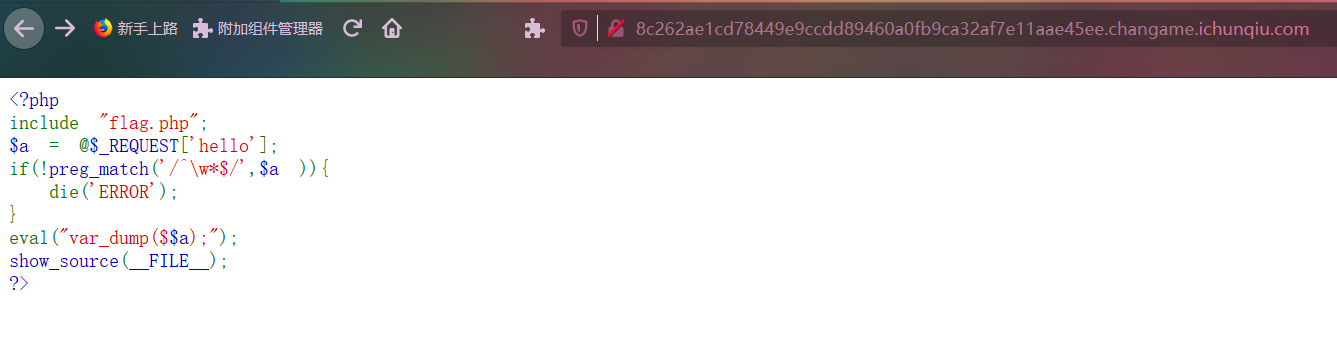 新手上路 附加组件管理器 8c262ae1cd78449e9ccdd89460a0fb9ca32af7e11aae45ee.changame.ichunqiu.com
<?php
include  "flag.php";
$a  =  @$_REQUEST['hello'];
if(!preg_match('/^\w*$/',$a  )){
    die('ERROR');
}
eval("var_dump($$a);");
show_source(__FILE__);
?>